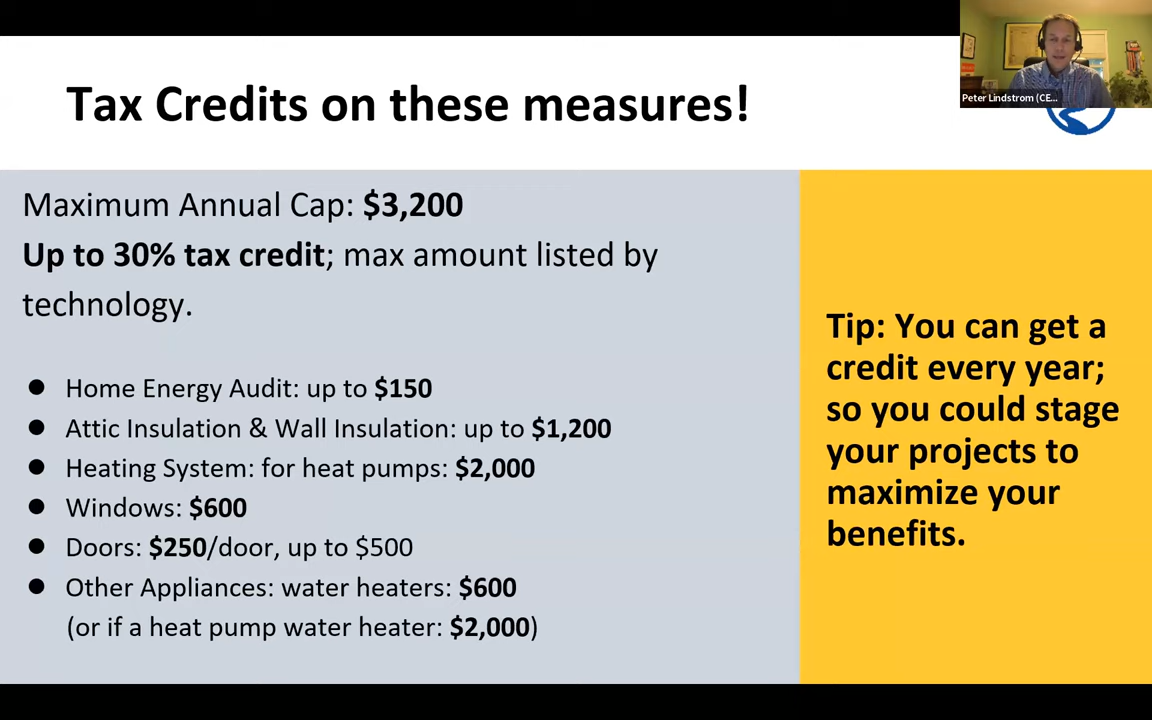 Tax Credits on these measures!
Peter Lindstrom (CE...
Maximum Annual Cap: $3,200
Up to 30% tax credit; max amount listed by
technology.
● Home Energy Audit: up to $150
● Attic Insulation & Wall Insulation: up to $1,200
● Heating System: for heat pumps: $2,000
● Windows: $600
● Doors: $250/door, up to $500
● Other Appliances: water heaters: $600
(or if a heat pump water heater: $2,000)
Tip: You can get a
credit every year;
so you could stage
your projects to
maximize your
benefits.